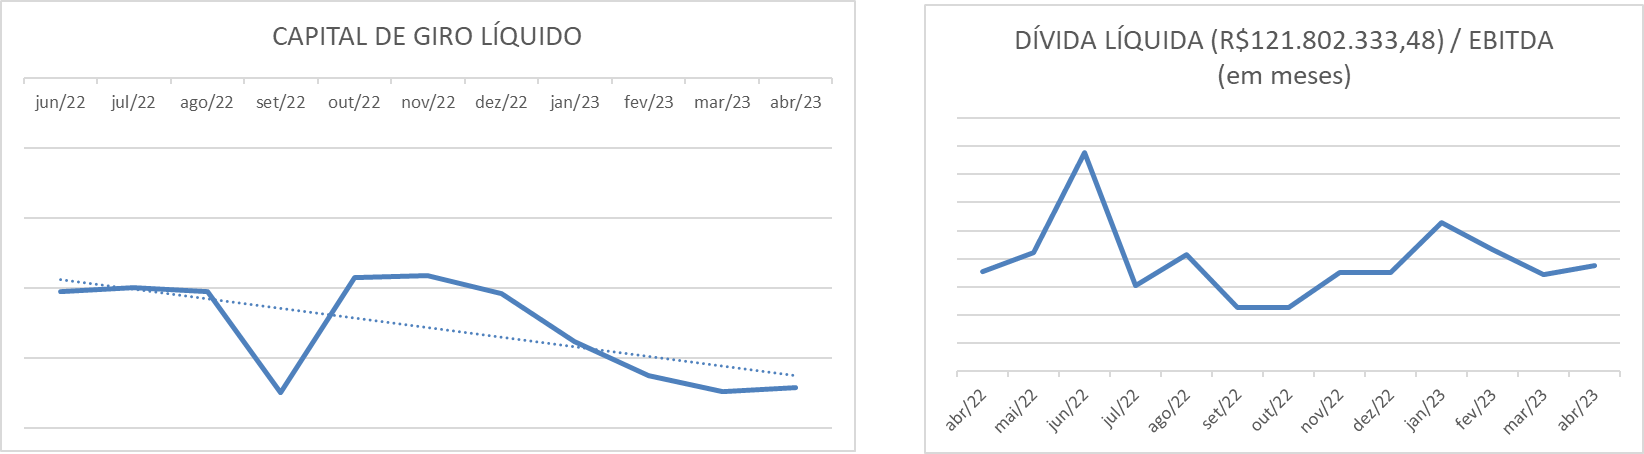 CAPITAL DE GIRO LÍQUIDO
jun/22 jul/22 ago/22 set/22 out/22 nov/22 dez/22 jan/23 fev/23 mar/23 abr/23
DÍVIDA LÍQUIDA (R$121.802.333,48) / EBITDA
(em meses)
abr/22 mai/22 jun/22 jul/22 ago/22 set/22 out/22 nov/22 dez/22 jan/23 fev/23 mar/23 abr/23